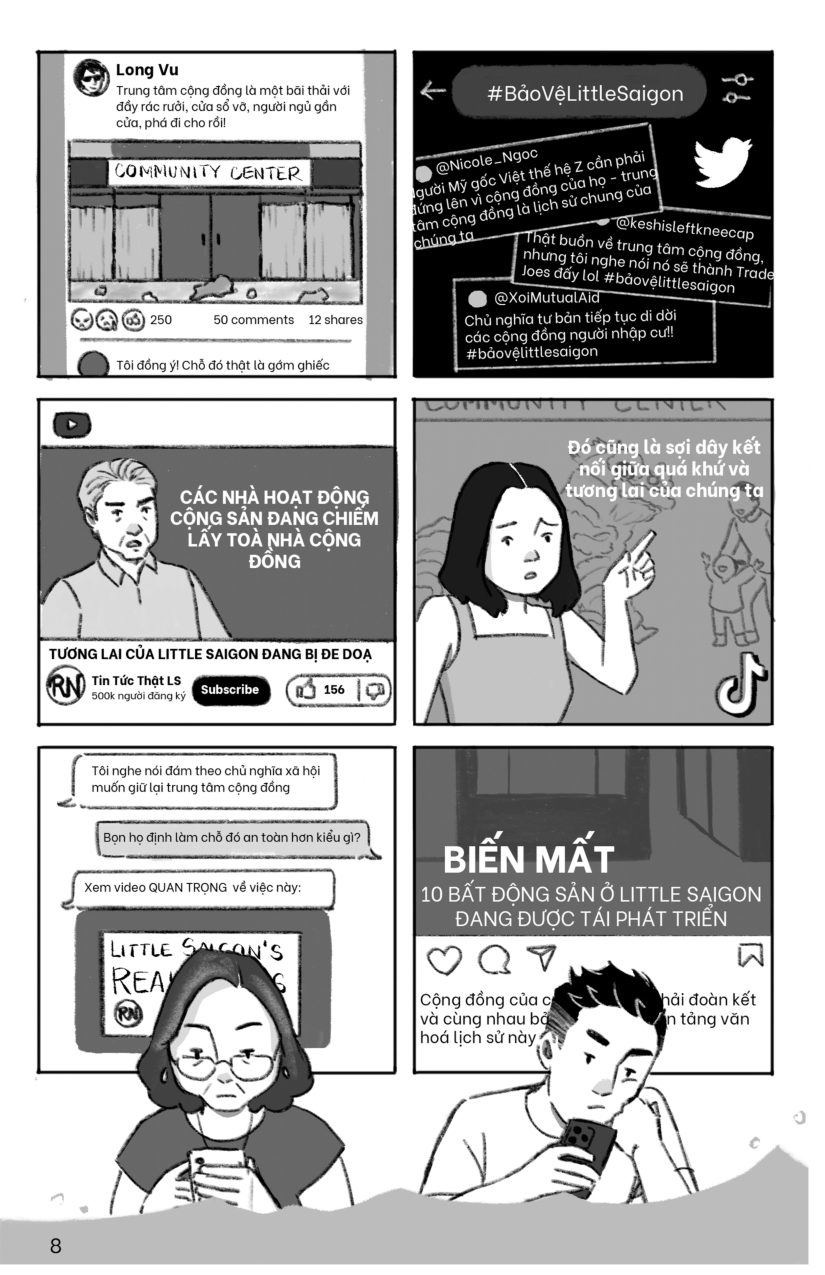 Long Vu
Trung tâm cộng đồng là một bãi thải với
đầy rác rưởi, cửa sổ vỡ, người ngủ gần
cửa, phá đi cho rồi!
COMMUNITY CENTER
250 50 comments 12 shares
Tôi đồng ý! Chỗ đó thật là gớm ghiếc
#BảoVệLittleSaigon
@Nicole_Ngoc
gười Mỹ gốc Việt thế hệ Z cần phải
đứng lên vì cộng đồng của họ – trung
tâm cộng đồng là lịch sử chung của
chúng ta
@keshisleftkneecap
Thật buồn về trung tâm cộng đồng,
nhưng tôi nghe nói nó sẽ thành Trade
Joes đấy lol #bảovệlittlesaigon
@XoiMutualAid
Chủ nghĩa tư bản tiếp tục di dời
các cộng đồng người nhập cư!!
#bảovệlittlesaigon
CÁC NHÀ HOẠT ĐỘNG
CỘNG SẢN ĐANG CHIẾM
LẤY TOÀ NHÀ CỘNG
ĐỒNG
TƯƠNG LAI CỦA LITTLE SAIGON ĐANG BỊ ĐE DOẠ
RN
Tin Tức Thật LS
500k người đăng ký
Subscribe
156
COMMUNITY CENTER
Đó cũng là sợi dây kết
nối giữa quá khứ và
tương lai của chúng ta
Tôi nghe nói đám theo chủ nghĩa xã hội
muốn giữ lại trung tâm cộng đồng
Bọn họ định làm chỗ đó an toàn hơn kiểu gì?
Xem video QUAN TRỌNG về việc này:
LITTLE SAIGON'S
REA
RN
BIẾN MẤT
10 BẤT ĐỘNG SẢN Ở LITTLE SAIGON
ĐANG ĐƯỢC TÁI PHÁT TRIỂN
Cộng đồng của c hải đoàn kết
và cùng nhau bả n tảng văn
hoá lịch sử này
8